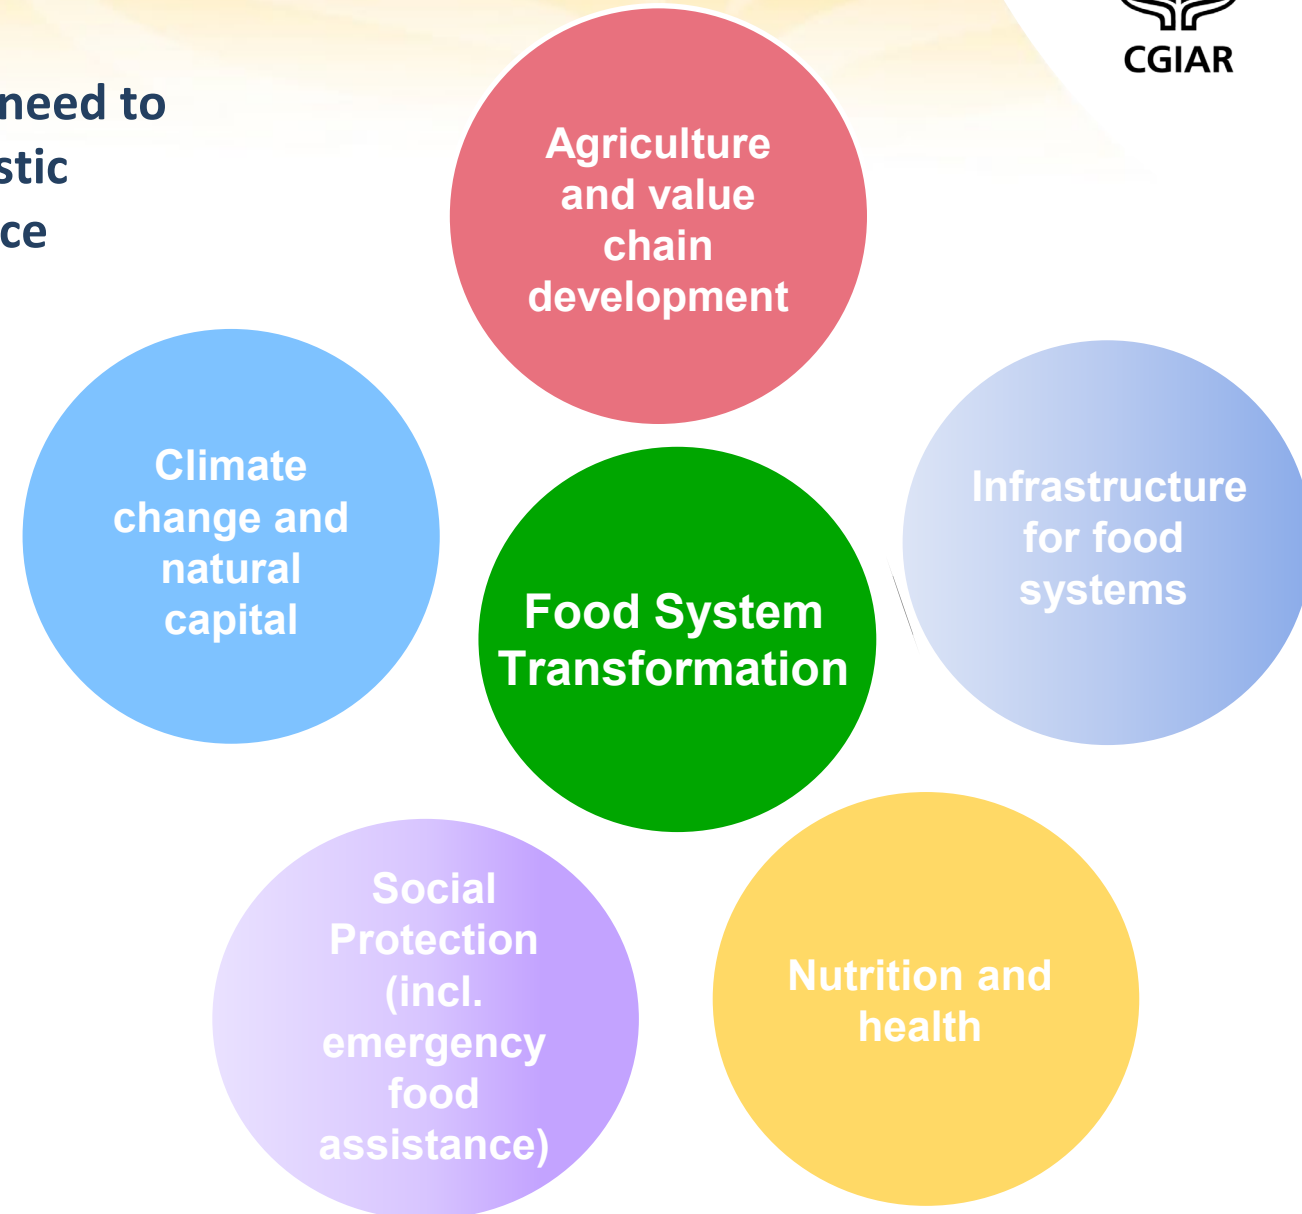 need to
stic
ce
CGIAR
Agriculture
and value
chain
development
Climate
change and
natural
capital
Infrastructure
for food
systems
Food System
Transformation
Social
Protection
(incl.
emergency
food
assistance)
Nutrition and
health